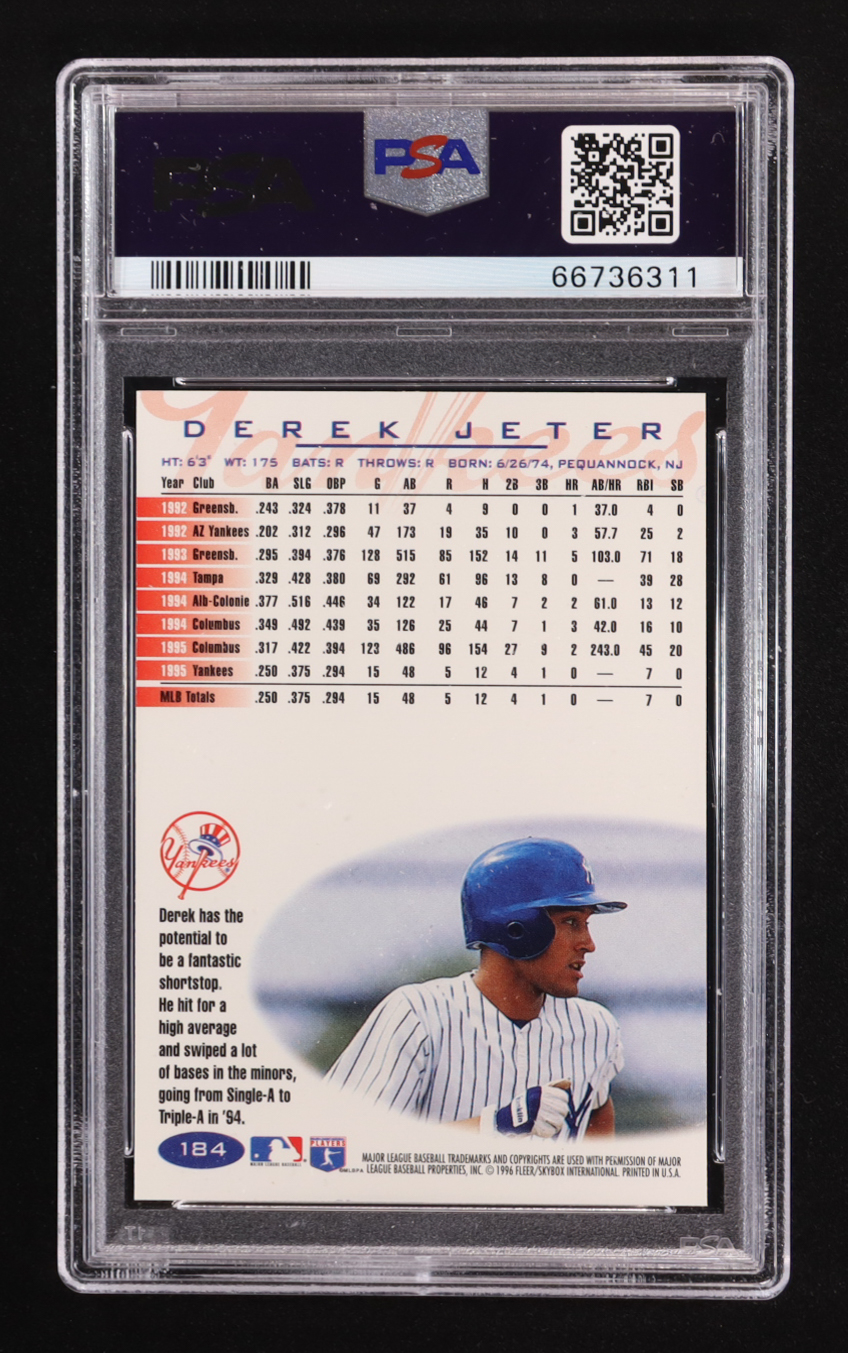 PSA
PSA
66736311
Yankees
DEREK JETER
HT: 6'3" WT: 175 BATS: R THROWS: R BORN: 6/26/74, PEQUANNOCK, NJ
Year Club BA SLG OBP G AB R H 2B 3B HR AB/HR RBI SB
1992 Greensb. .243 .324 .378 11 37 4 9 0 0 1 37.0 4 0
1992 AZ Yankees .202 .312 .296 47 173 19 35 10 0 3 57.7 25 2
1993 Greensb. .295 .394 .376 128 515 85 152 14 11 5 103.0 71 18
1994 Tampa .329 .428 .380 69 292 61 96 13 8 0 — 39 28
1994 Alb-Colonie .377 .516 .446 34 122 17 46 7 2 2 61.0 13 12
1994 Columbus .349 .492 .439 35 126 25 44 7 1 3 42.0 16 10
1995 Columbus .317 .422 .394 123 486 96 154 27 9 2 243.0 45 20
1995 Yankees .250 .375 .294 15 48 5 12 4 1 0 — 7 0
MLB Totals .250 .375 .294 15 48 5 12 4 1 0 — 7 0
Yankees
Derek has the
potential to
be a fantastic
shortstop.
He hit for a
high average
and swiped a lot
of bases in the minors,
going from Single-A to
Triple-A in '94.
184
MAJOR LEAGUE BASEBALL
PLAYERS
©MLBPA
MAJOR LEAGUE BASEBALL TRADEMARKS AND COPYRIGHTS ARE USED WITH PERMISSION OF MAJOR
LEAGUE BASEBALL PROPERTIES, INC. © 1996 FLEER/SKYBOX INTERNATIONAL. PRINTED IN U.S.A.
PSA